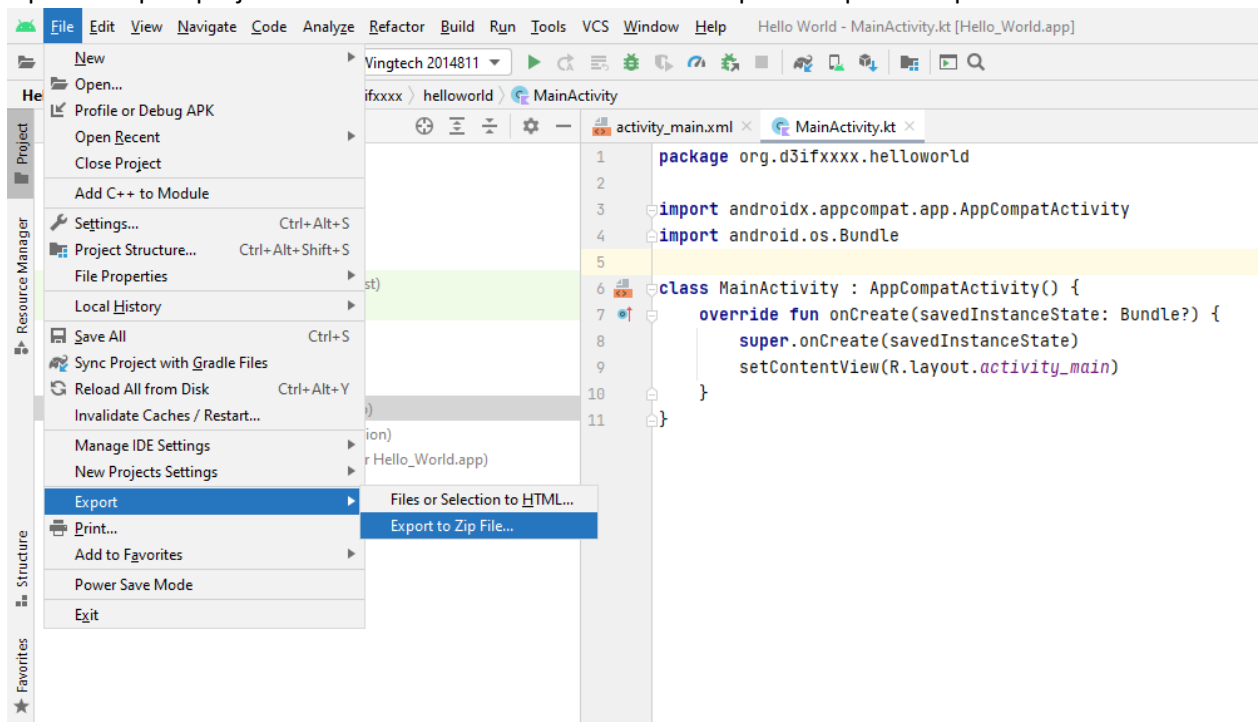 File Edit View Navigate Code Analyze Refactor Build Run Tools VCS Window Help Hello World - MainActivity.kt [Hello_World.app]
New
Wingtech 2014811
Open...
ifxxxx helloworld MainActivity
Profile or Debug APK
Open Recent
Close Project
Add C++ to Module
Settings... Ctrl+Alt+S
Project Structure... Ctrl+Alt+Shift+S
File Properties
Local History
Save All Ctrl+S
Sync Project with Gradle Files
Reload All from Disk Ctrl+Alt+Y
Invalidate Caches / Restart...
Manage IDE Settings
New Projects Settings
Export
Print...
Add to Favorites
Power Save Mode
Exit
Files or Selection to HTML...
Export to Zip File...
st)
ion)
r Hello_World.app)
Project
Resource Manager
Structure
Favorites
activity_main.xml MainActivity.kt
1 package org.d3ifxxxx.helloworld
2
3 import androidx.appcompat.app.AppCompatActivity
4 import android.os.Bundle
5
6 class MainActivity : AppCompatActivity() {
7 override fun onCreate(savedInstanceState: Bundle?) {
8 super.onCreate(savedInstanceState)
9 setContentView(R.layout.activity_main)
10 }
11 }